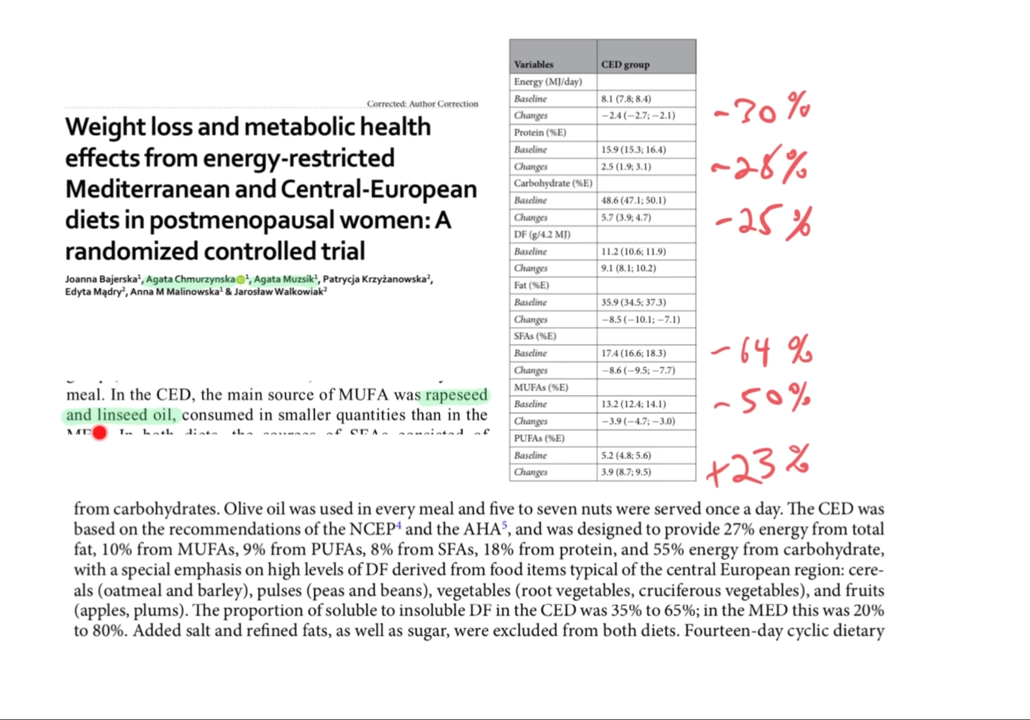 Corrected: Author Correction
Weight loss and metabolic health
effects from energy-restricted
Mediterranean and Central-European
diets in postmenopausal women: A
randomized controlled trial
Joanna Bajerska¹, Agata Chmurzynska¹, Agata Muzsik¹, Patrycja Krzyżanowska²,
Edyta Mądry³, Anna M Malinowska¹ & Jarosław Walkowiak²
meal. In the CED, the main source of MUFA was rapeseed
and linseed oil, consumed in smaller quantities than in the
In both diets, the sources of SFAs consisted of
Variables CED group
Energy (MJ/day)
Baseline 8.1 (7.8; 8.4)
Changes −2.4 (−2.7; −2.1)
-30%
Protein (%E)
Baseline 15.9 (15.3; 16.4)
Changes 2.5 (1.9; 3.1)
-28%
Carbohydrate (%E)
Baseline 48.6 (47.1; 50.1)
Changes 5.7 (3.9; 4.7)
-25%
DF (g/4.2 MJ)
Baseline 11.2 (10.6; 11.9)
Changes 9.1 (8.1; 10.2)
Fat (%E)
Baseline 35.9 (34.5; 37.3)
Changes −8.5 (−10.1; −7.1)
SFAs (%E)
Baseline 17.4 (16.6; 18.3)
Changes −8.6 (−9.5; −7.7)
-64%
MUFAs (%E)
Baseline 13.2 (12.4; 14.1)
Changes −3.9 (−4.7; −3.0)
-50%
PUFAs (%E)
Baseline 5.2 (4.8; 5.6)
Changes 3.9 (8.7; 9.5)
+23%
from carbohydrates. Olive oil was used in every meal and five to seven nuts were served once a day. The CED was
based on the recommendations of the NCEP⁴ and the AHA⁵, and was designed to provide 27% energy from total
fat, 10% from MUFAs, 9% from PUFAs, 8% from SFAs, 18% from protein, and 55% energy from carbohydrate,
with a special emphasis on high levels of DF derived from food items typical of the central European region: cere-
als (oatmeal and barley), pulses (peas and beans), vegetables (root vegetables, cruciferous vegetables), and fruits
(apples, plums). The proportion of soluble to insoluble DF in the CED was 35% to 65%; in the MED this was 20%
to 80%. Added salt and refined fats, as well as sugar, were excluded from both diets. Fourteen-day cyclic dietary